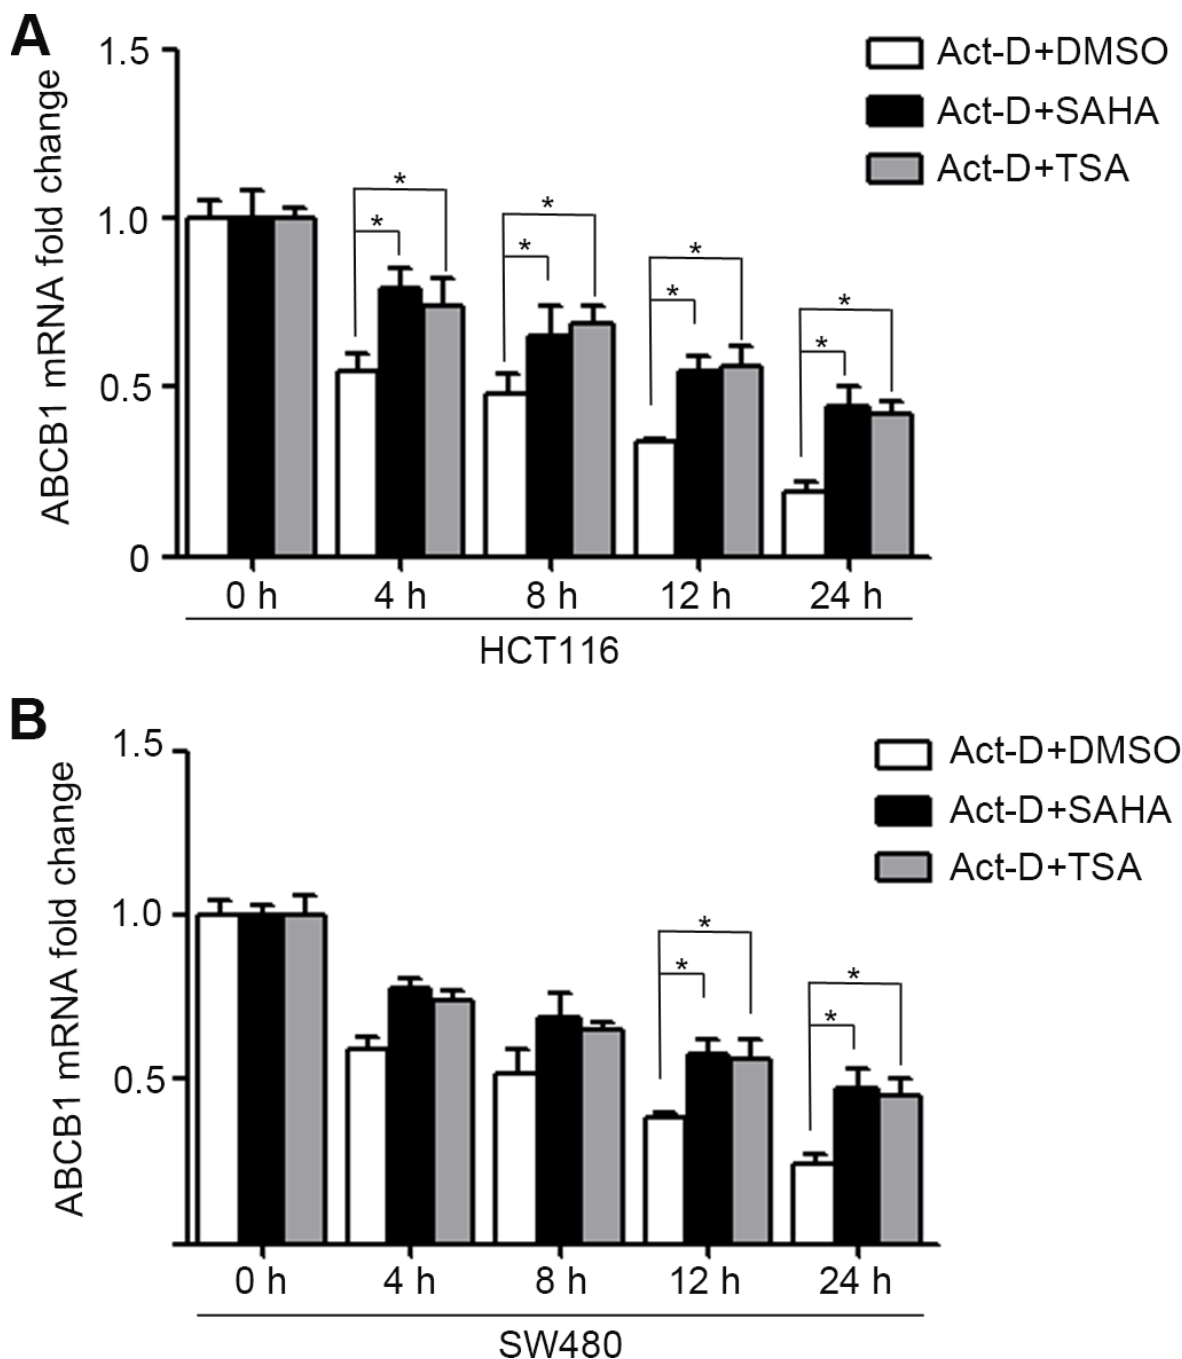 A
ABCB1 mRNA fold change
1.5
1.0
0.5
0
Act-D+DMSO
Act-D+SAHA
Act-D+TSA
* *
* *
* *
* *
0 h 4 h 8 h 12 h 24 h
HCT116
B
ABCB1 mRNA fold change
1.5
1.0
0.5
Act-D+DMSO
Act-D+SAHA
Act-D+TSA
* *
* *
0 h 4 h 8 h 12 h 24 h
SW480